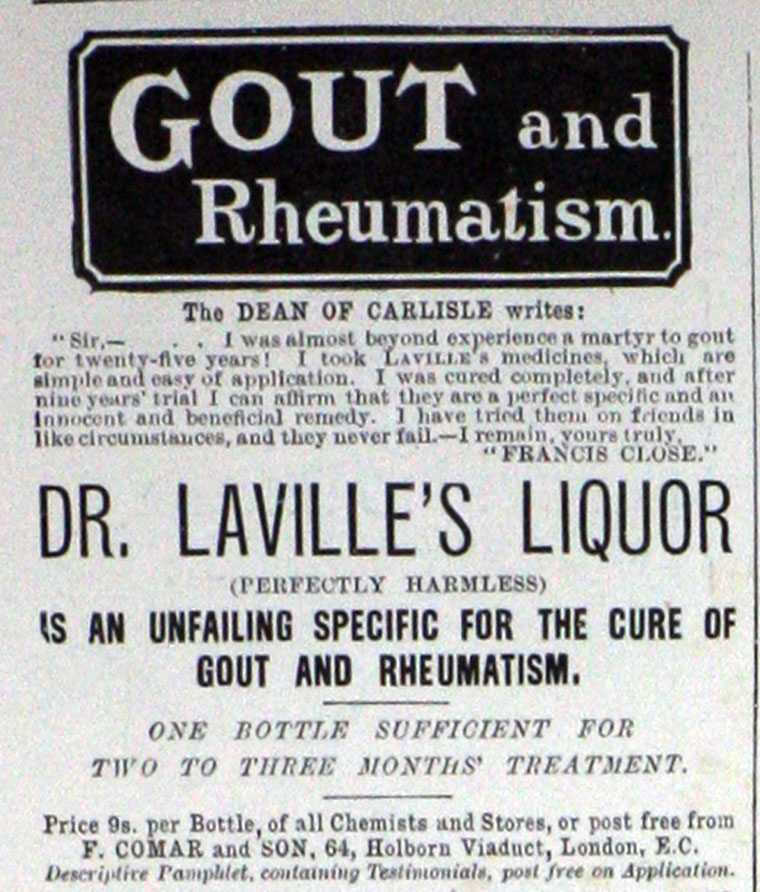 GOUT and
Rheumatism.
The DEAN OF CARLISLE writes:
"Sir,— . . I was almost beyond experience a martyr to gout
for twenty-five years! I took LAVILLE'S medicines, which are
simple and easy of application. I was cured completely, and after
nine years' trial I can affirm that they are a perfect specific and an
innocent and beneficial remedy. I have tried them on friends in
like circumstances, and they never fail.—I remain, yours truly,
"FRANCIS CLOSE."
DR. LAVILLE'S LIQUOR
(PERFECTLY HARMLESS)
IS AN UNFAILING SPECIFIC FOR THE CURE OF
GOUT AND RHEUMATISM.
ONE BOTTLE SUFFICIENT FOR
TWO TO THREE MONTHS' TREATMENT.
Price 9s. per Bottle, of all Chemists and Stores, or post free from
F. COMAR and SON, 64, Holborn Viaduct, London, E.C.
Descriptive Pamphlet, containing Testimonials, post free on Application.